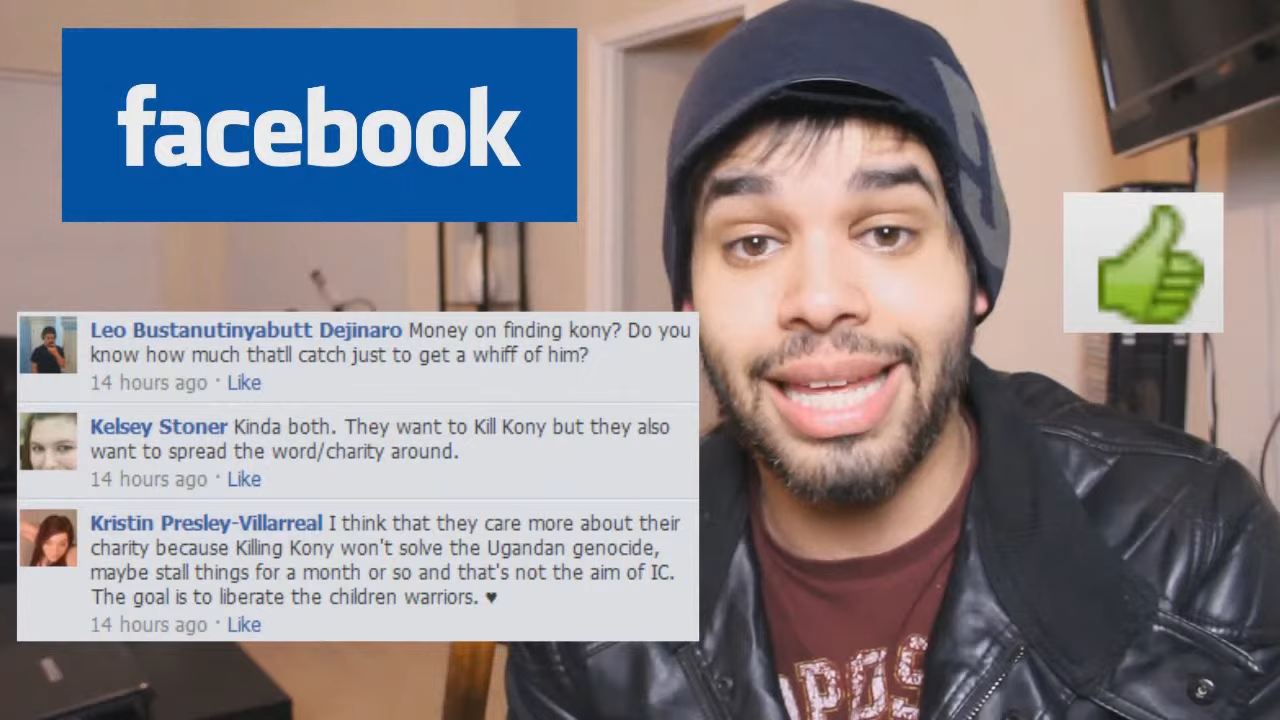 facebook
Leo Bustanutinyabutt Dejinaro Money on finding kony? Do you
know how much thatll catch just to get a whiff of him?
14 hours ago · Like
Kelsey Stoner Kinda both. They want to Kill Kony but they also
want to spread the word/charity around.
14 hours ago · Like
Kristin Presley-Villarreal I think that they care more about their
charity because Killing Kony won't solve the Ugandan genocide,
maybe stall things for a month or so and that's not the aim of IC.
The goal is to liberate the children warriors. ♥
14 hours ago · Like